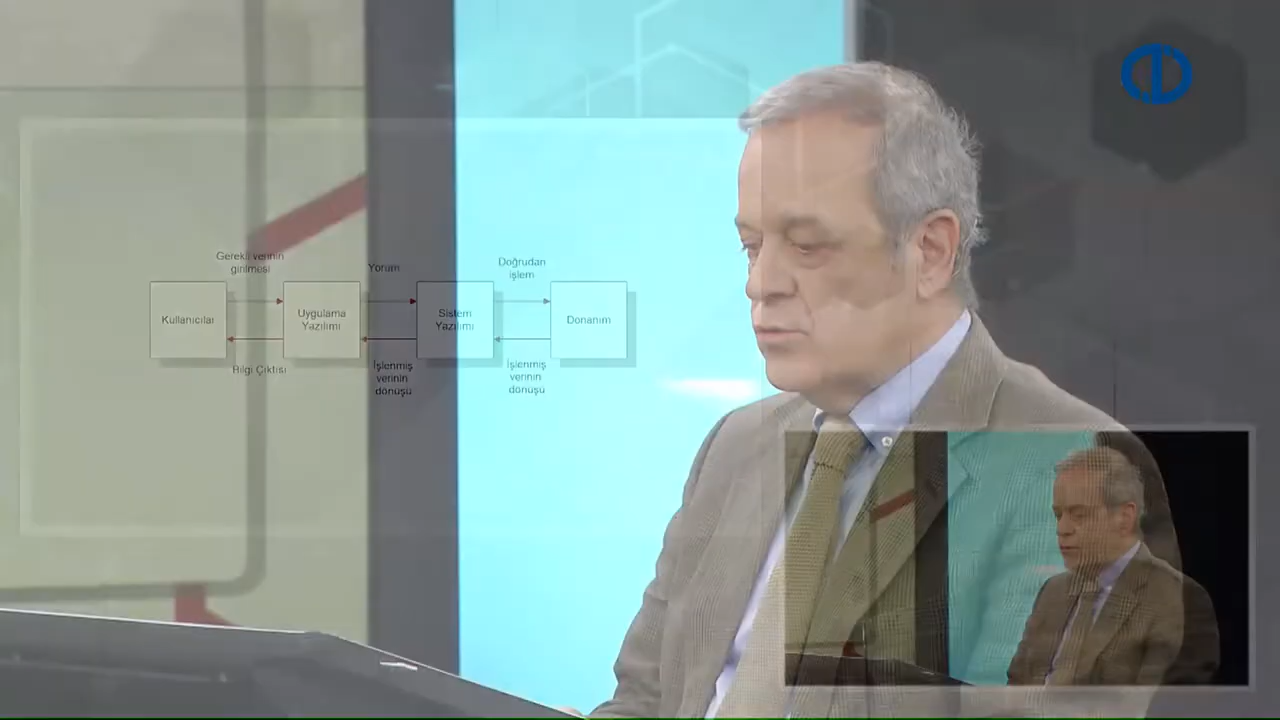 Gerekli verinin
girilmesi
Yorum
Doğrudan
işlem
Kullanıcılar
Uygulama
Yazılımı
Sistem
Yazılımı
Donanım
Bilgi Çıktısı
İşlenmiş
verinin
dönüşü
İşlenmiş
verinin
dönüşü